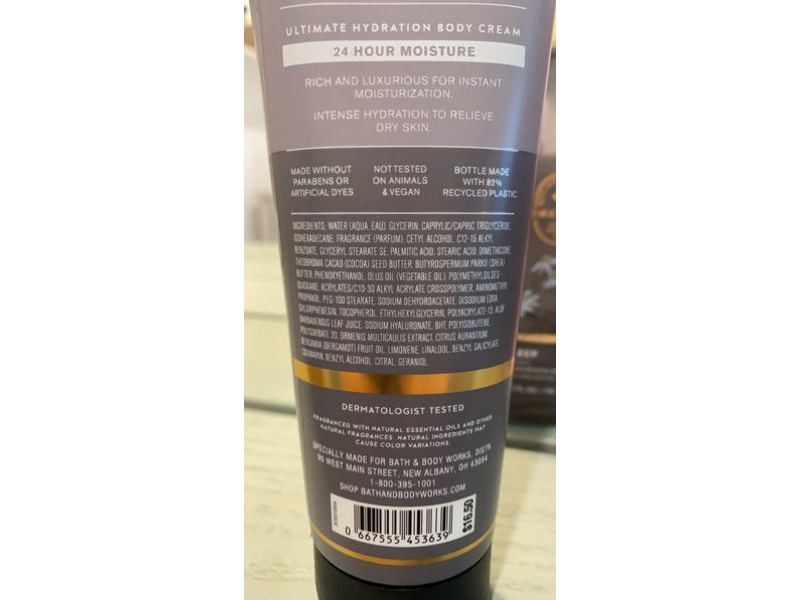 ULTIMATE HYDRATION BODY CREAM
24 HOUR MOISTURE
RICH AND LUXURIOUS FOR INSTANT
MOISTURIZATION.
INTENSE HYDRATION TO RELIEVE
DRY SKIN.
MADE WITHOUT
PARABENS OR
ARTIFICIAL DYES
NOT TESTED
ON ANIMALS
& VEGAN
BOTTLE MADE
WITH 82%
RECYCLED PLASTIC
INGREDIENTS: WATER (AQUA, EAU), GLYCERIN, CAPRYLIC/CAPRIC TRIGLYCERIDE,
ISOHEXADECANE, FRAGRANCE (PARFUM), CETYL ALCOHOL, C12-15 ALKYL
BENZOATE, GLYCERYL STEARATE SE, PALMITIC ACID, STEARIC ACID, DIMETHICONE,
THEOBROMA CACAO (COCOA) SEED BUTTER, BUTYROSPERMUM PARKII (SHEA)
BUTTER, PHENOXYETHANOL, OLUS OIL (VEGETABLE OIL), POLYMETHYLSILSES-
QUIOXANE, ACRYLATES/C10-30 ALKYL ACRYLATE CROSSPOLYMER, AMINOMETHYL
PROPANOL, PEG-100 STEARATE, SODIUM DEHYDROACETATE, DISODIUM EDTA,
CHLORPHENESIN, TOCOPHEROL, ETHYLHEXYLGLYCERIN, POLYACRYLATE-13, ALOE
BARBADENSIS LEAF JUICE, SODIUM HYALURONATE, BHT, POLYISOBUTENE,
POLYSORBATE 20, ORMENIS MULTICAULIS EXTRACT, CITRUS AURANTIUM
BERGAMIA (BERGAMOT) FRUIT OIL, LIMONENE, LINALOOL, BENZYL SALICYLATE,
COUMARIN, BENZYL ALCOHOL, CITRAL, GERANIOL.
DERMATOLOGIST TESTED
FRAGRANCED WITH NATURAL ESSENTIAL OILS AND OTHER
NATURAL FRAGRANCES. NATURAL INGREDIENTS MAY
CAUSE COLOR VARIATIONS.
SPECIALLY MADE FOR BATH & BODY WORKS, DISTR.
95 WEST MAIN STREET, NEW ALBANY, OH 43054
1-800-395-1001
SHOP BATHANDBODYWORKS.COM
$16.50
0 667555 453639